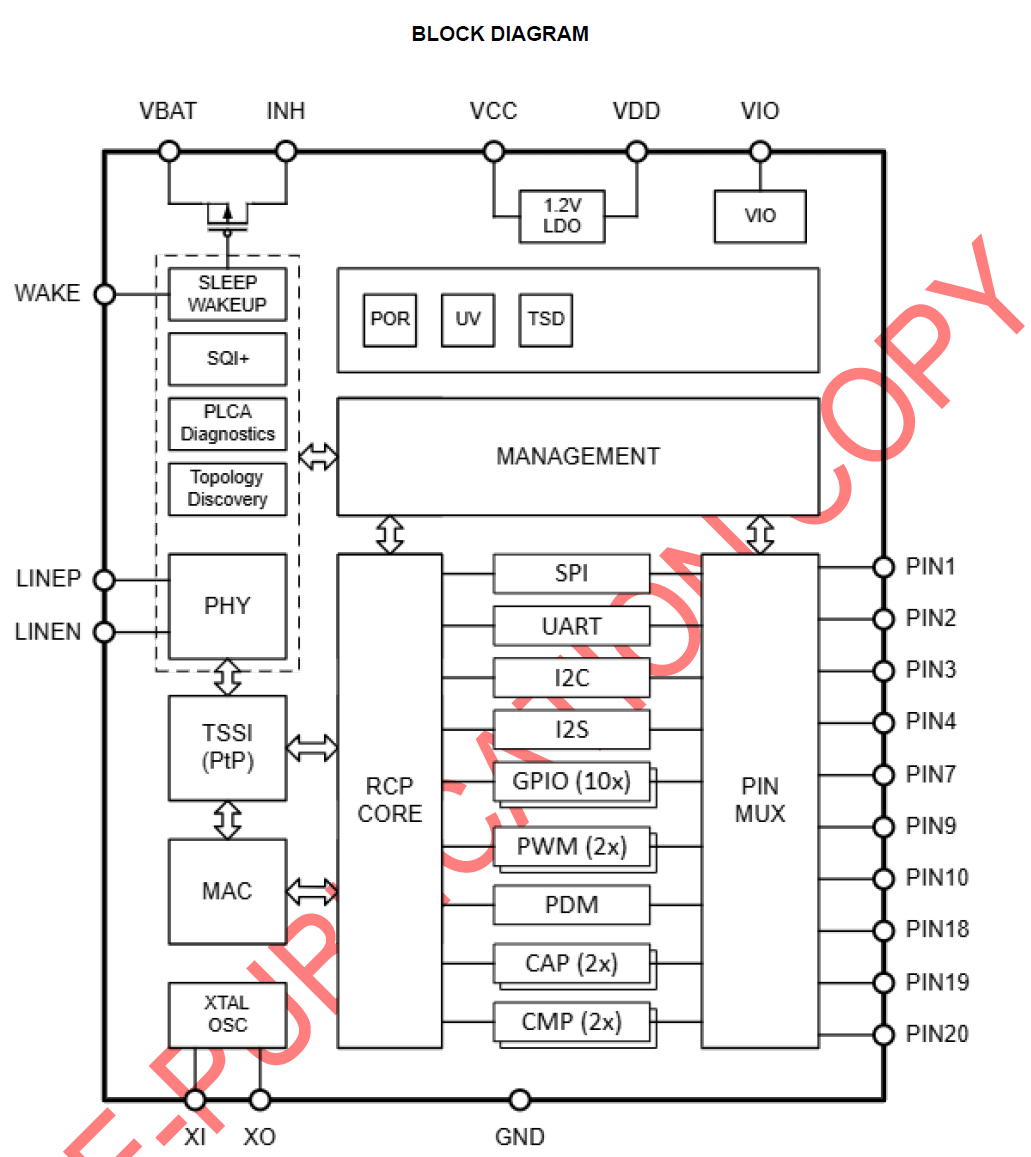 BLOCK DIAGRAM
VBAT
INH
VCC
VDD
VIO
1.2V
LDO
VIO
WAKE
SLEEP
WAKEUP
POR
UV
TSD
SQI+
PLCA
Diagnostics
Topology
Discovery
MANAGEMENT
LINEP
LINEN
PHY
TSSI
(PtP)
MAC
XTAL
OSC
RCP
CORE
SPI
UART
I2C
I2S
GPIO (10x)
PWM (2x)
PDM
CAP (2x)
CMP (2x)
PIN
MUX
PIN1
PIN2
PIN3
PIN4
PIN7
PIN9
PIN10
PIN18
PIN19
PIN20
XI
XO
GND
E-PUBLICATION COPY